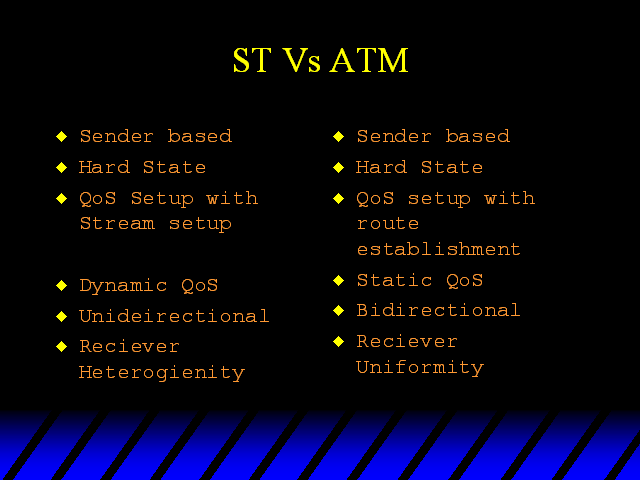 ST Vs ATM
Sender based
Hard State
QoS Setup with
Stream setup
Dynamic QoS
Unideirectional
Reciever
Heterogienity
Sender based
Hard State
QoS setup with
route
establishment
Static QoS
Bidirectional
Reciever
Uniformity